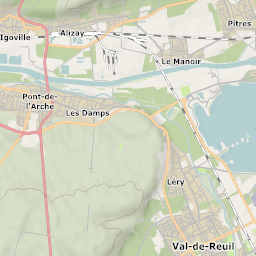 Pîtres
Igoville
Alizay
Le Manoir
Pont-de-
l'Arche
Les Damps
Léry
Val-de-Reuil